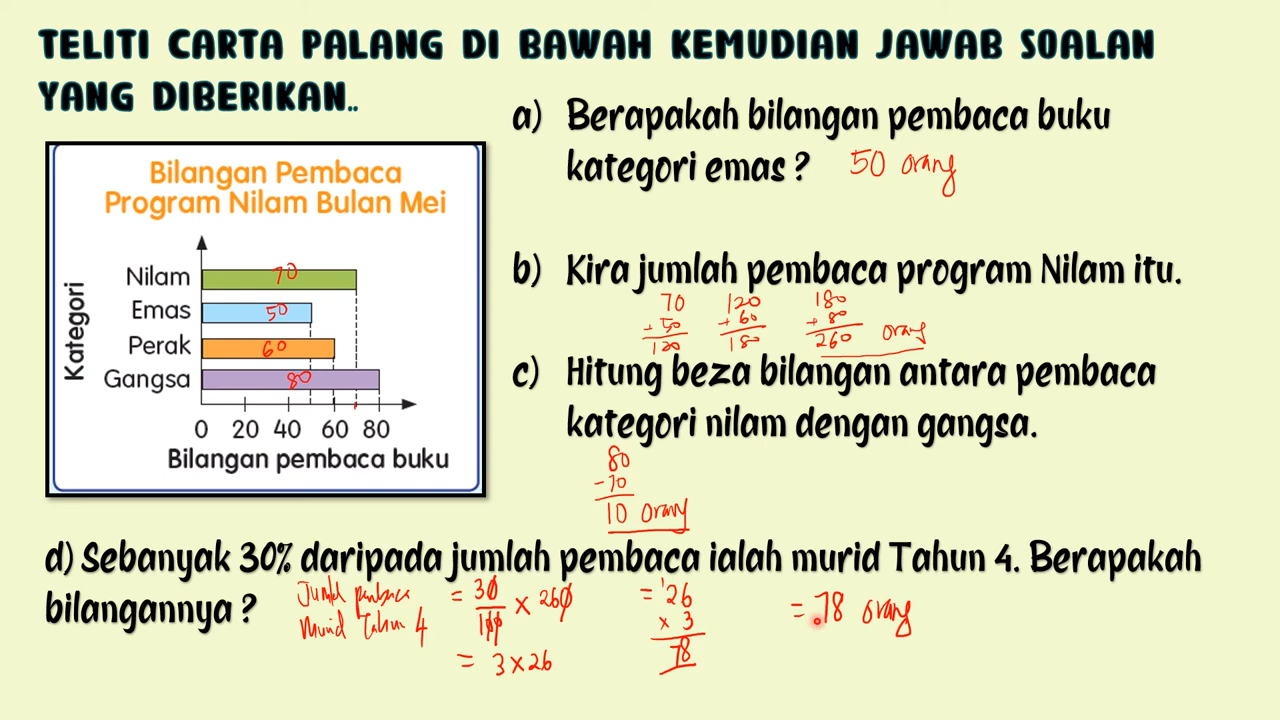 TELITI CARTA PALANG DI BAWAH KEMUDIAN JAWAB SOALAN
YANG DIBERIKAN..
Bilangan Pembaca
Program Nilam Bulan Mei
Kategori
Nilam 70
Emas 50
Perak 60
Gangsa 80
0 20 40 60 80
Bilangan pembaca buku
a) Berapakah bilangan pembaca buku
kategori emas? 50 orang
b) Kira jumlah pembaca program Nilam itu.
70 120 180
+ 50 + 60 + 80
120 180 260 orang
c) Hitung beza bilangan antara pembaca
kategori nilam dengan gangsa.
80
- 70
10 orang
d) Sebanyak 30% daripada jumlah pembaca ialah murid Tahun 4. Berapakah
bilangannya?
Jumlah pembaca
Murid Tahun 4
= 30/100 × 260
= 3 × 26
= 1
26
× 3
78
= 78 orang